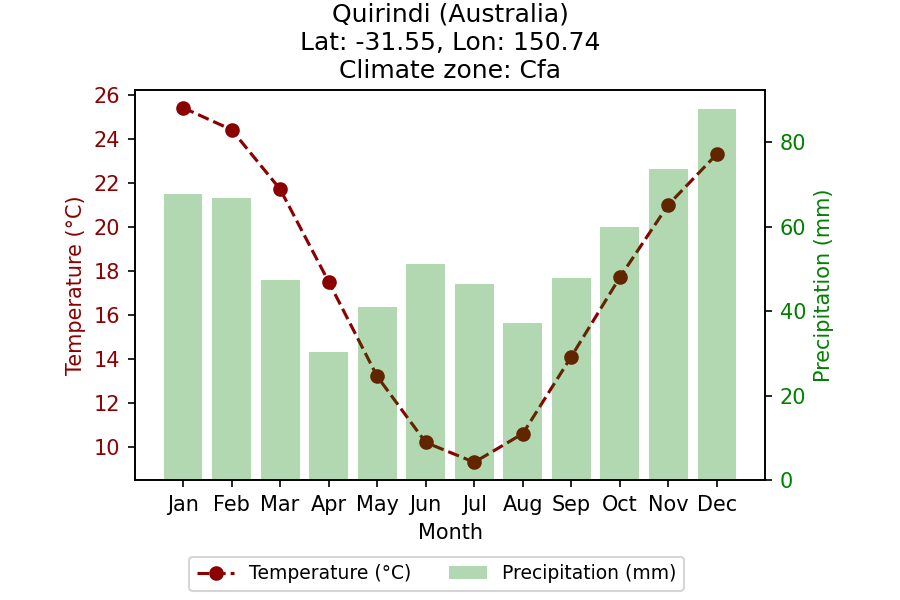 Quirindi (Australia)
Lat: -31.55, Lon: 150.74
Climate zone: Cfa
26
24
22
20
18
16
14
12
10
Temperature (°C)
80
60
40
20
0
Precipitation (mm)
Jan Feb Mar Apr May Jun Jul Aug Sep Oct Nov Dec
Month
Temperature (°C) Precipitation (mm)